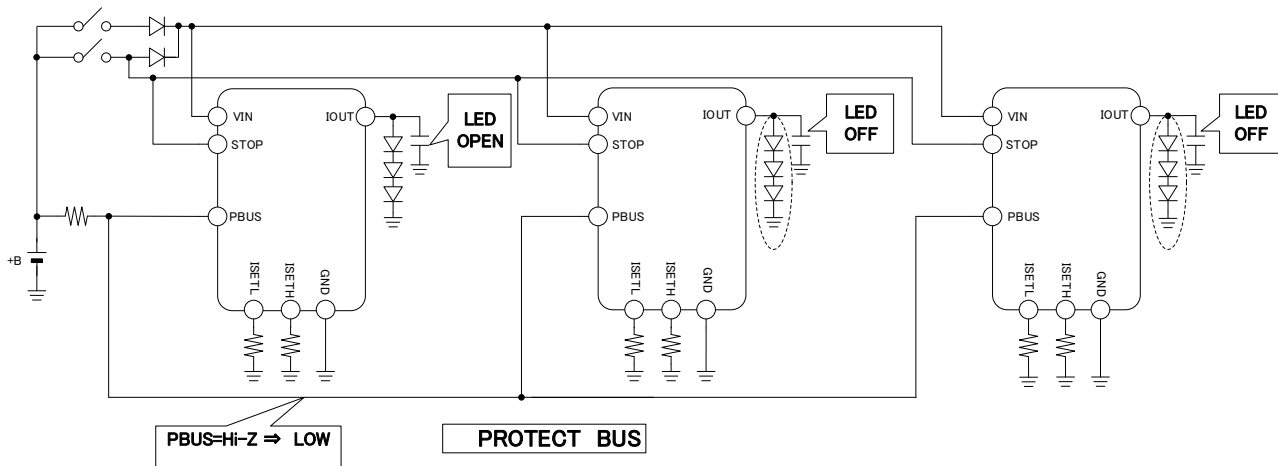 VIN
STOP
PBUS
IOUT
ISETL
ISETH
GND
LED
OPEN
VIN
STOP
PBUS
IOUT
ISETL
ISETH
GND
LED
OFF
VIN
STOP
PBUS
IOUT
ISETL
ISETH
GND
LED
OFF
+B
PBUS=Hi-Z ⇒ LOW
PROTECT BUS